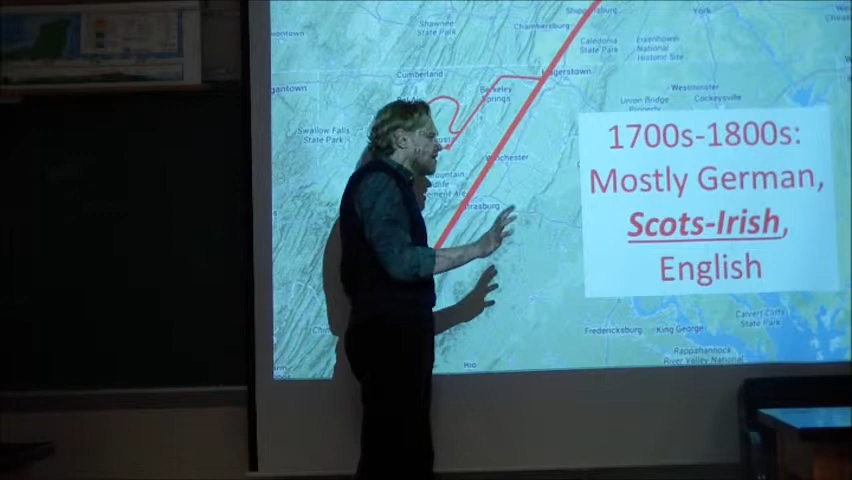 Shippensburg
York
Shawnee
State Park
Chambersburg
Caledonia
State Park
Eisenhower
National
Historic Site
Cumberland
Hagerstown
Berkeley
Springs
Westminster
Cockeysville
Union Bridge
Swallow Falls
State Park
Winchester
Strasburg
1700s-1800s:
Mostly German,
Scots-Irish,
English
Fredericksburg
King George
Calvert Cliffs
State Park
Rappahannock
River Valley National